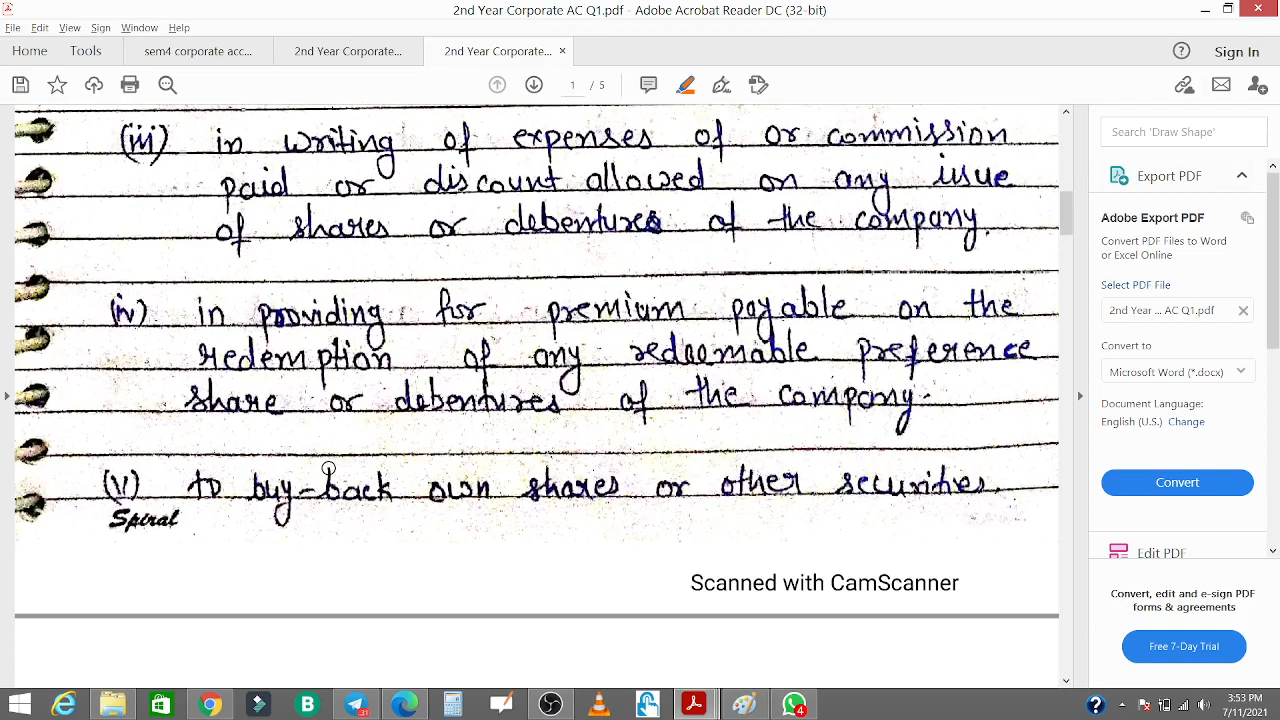 2nd Year Corporate AC Q1.pdf - Adobe Acrobat Reader DC (32-bit)
File Edit View Sign Window Help
Home Tools sem4 corporate acc... 2nd Year Corporate... 2nd Year Corporate... × Sign In
1 / 5
(iii) in writing of expenses of or commission
paid or discount allowed on any issue
of shares or debentures of the company.
(iv) in providing for premium payable on the
redemption of any redeemable preference
share or debentures of the company.
(v) to buy-back own shares or other securities.
Spiral
Scanned with CamScanner
Search 'Draw Shape'
Export PDF
Adobe Export PDF
Convert PDF Files to Word
or Excel Online
Select PDF File
2nd Year ... AC Q1.pdf
Convert to
Microsoft Word (*.docx)
Document Language:
English (U.S.) Change
Convert
Edit PDF
Convert, edit and e-sign PDF
forms & agreements
Free 7-Day Trial
31
4
3:53 PM
7/11/2021